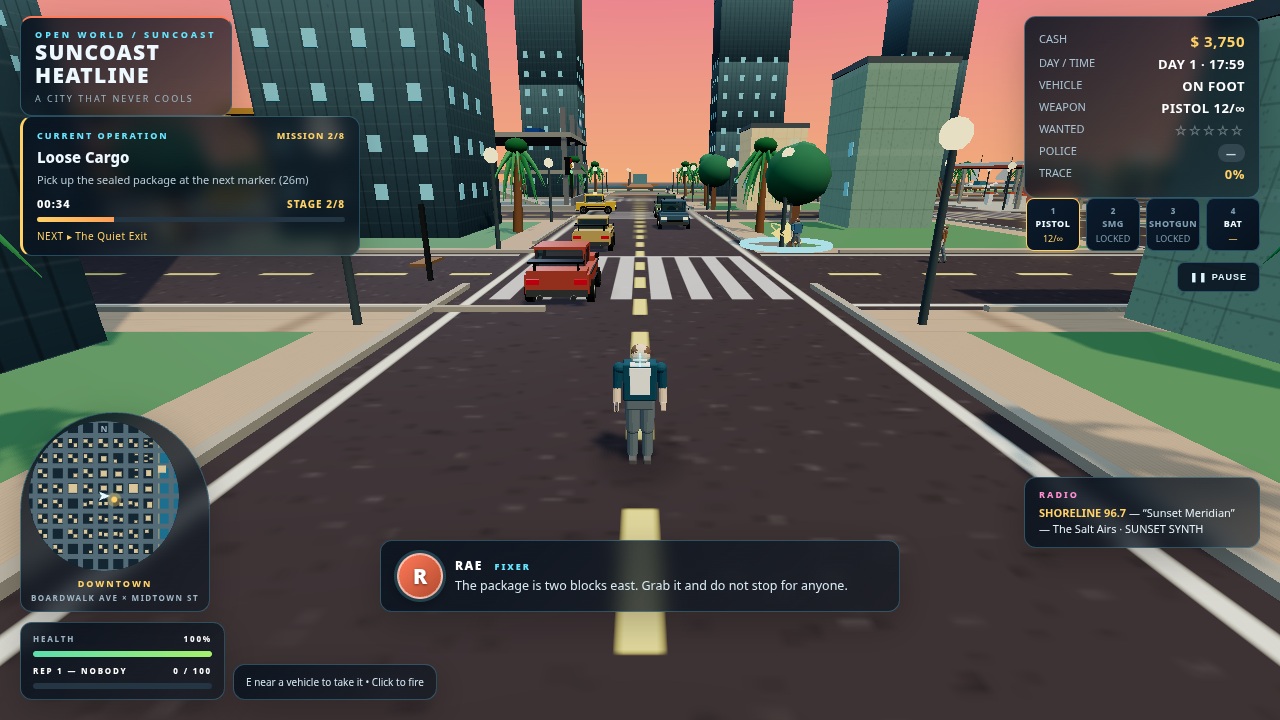 OPEN WORLD / SUNCOAST
SUNCOAST
HEATLINE
A CITY THAT NEVER COOLS
CURRENT OPERATION
MISSION 2/8
Loose Cargo
Pick up the sealed package at the next marker. (26m)
00:34
STAGE 2/8
NEXT ▸ The Quiet Exit
CASH
$ 3,750
DAY / TIME
DAY 1 · 17:59
VEHICLE
ON FOOT
WEAPON
PISTOL 12/∞
WANTED
☆☆☆☆☆
POLICE
—
TRACE
0%
1
PISTOL
12/∞
2
SMG
LOCKED
3
SHOTGUN
LOCKED
4
BAT
—
❚❚ PAUSE
N
DOWNTOWN
BOARDWALK AVE × MIDTOWN ST
RADIO
SHORELINE 96.7 — “Sunset Meridian”
— The Salt Airs · SUNSET SYNTH
R
RAE FIXER
The package is two blocks east. Grab it and do not stop for anyone.
HEALTH
100%
REP 1 — NOBODY
0 / 100
E near a vehicle to take it • Click to fire